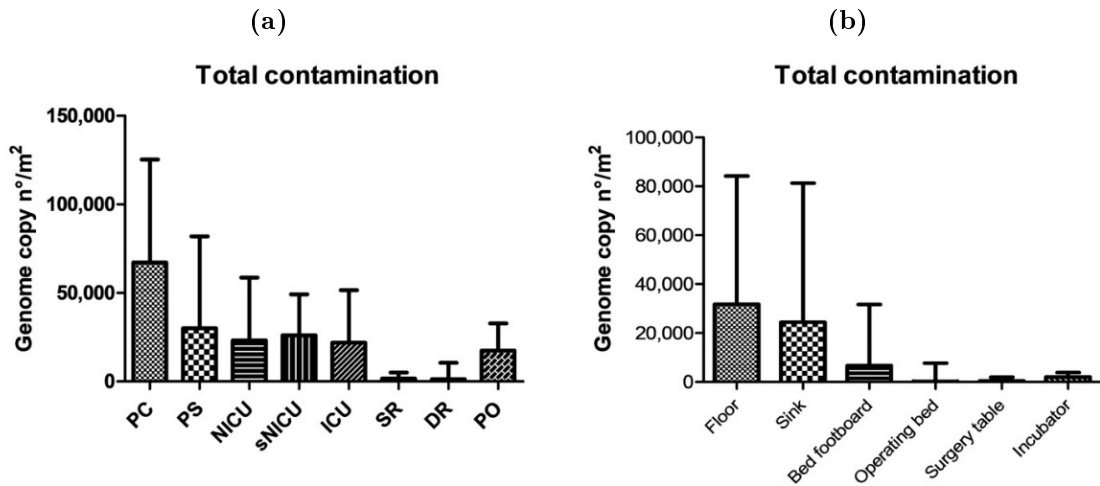 (a)
Total contamination
Genome copy n°/m²
150,000
100,000
50,000
0
PC
PS
NICU
sNICU
ICU
SR
DR
PO
(b)
Total contamination
Genome copy n°/m²
100,000
80,000
60,000
40,000
20,000
0
Floor
Sink
Bed footboard
Operating bed
Surgery table
Incubator